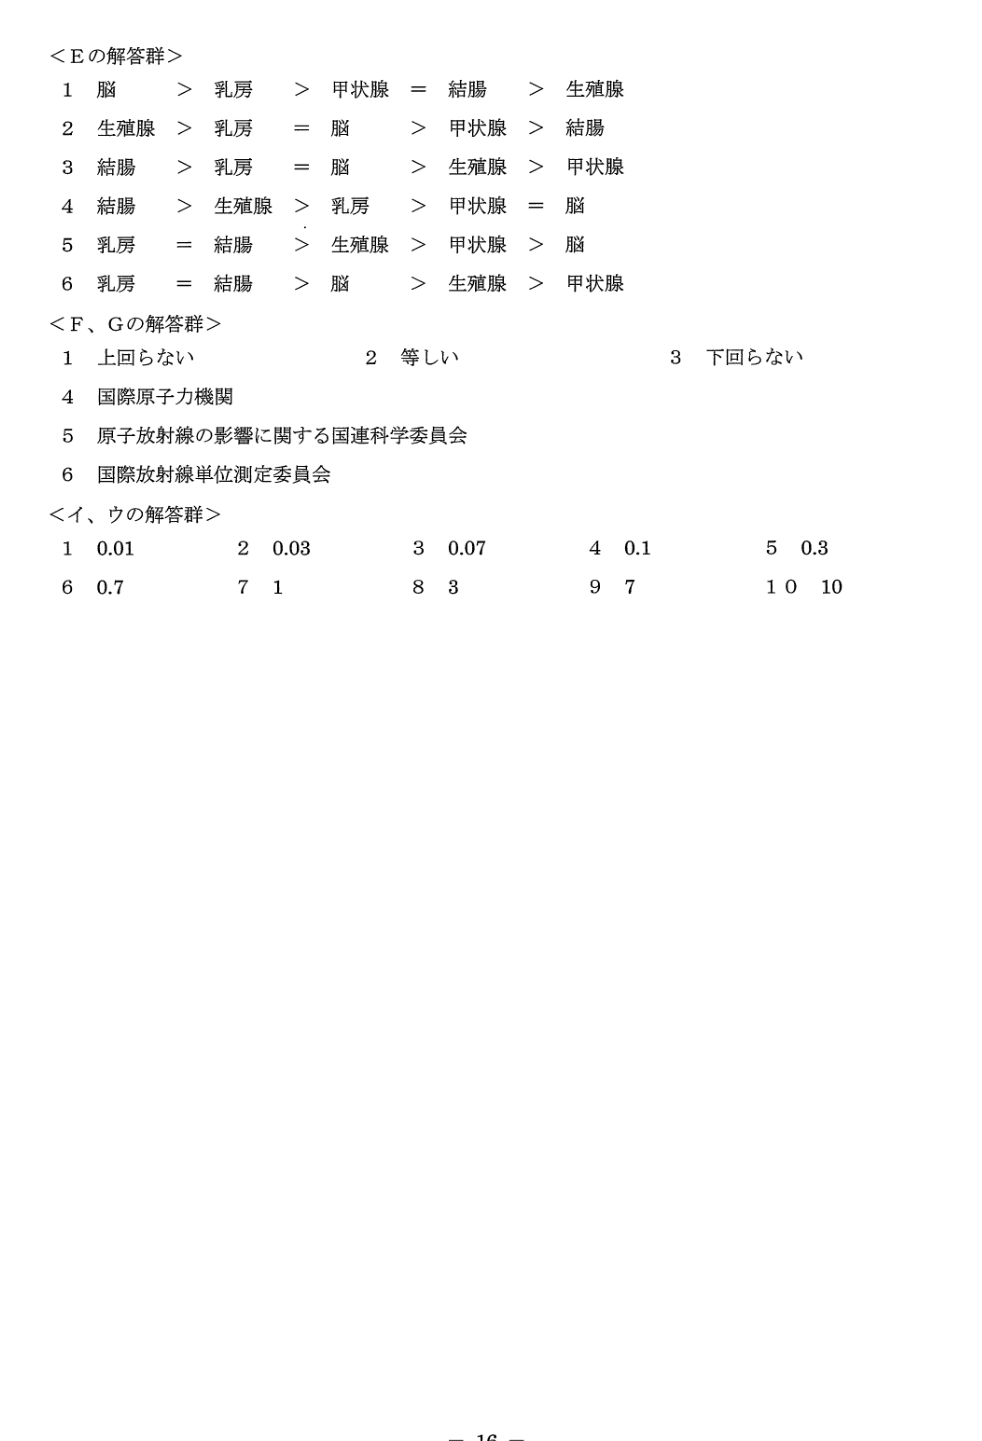 ＜Ｅの解答群＞
１ 脳 ＞ 乳房 ＞ 甲状腺 ＝ 結腸 ＞ 生殖腺
２ 生殖腺 ＞ 乳房 ＝ 脳 ＞ 甲状腺 ＞ 結腸
３ 結腸 ＞ 乳房 ＝ 脳 ＞ 生殖腺 ＞ 甲状腺
４ 結腸 ＞ 生殖腺 ＞ 乳房 ＞ 甲状腺 ＝ 脳
５ 乳房 ＝ 結腸 ＞ 生殖腺 ＞ 甲状腺 ＞ 脳
６ 乳房 ＝ 結腸 ＞ 脳 ＞ 生殖腺 ＞ 甲状腺
＜Ｆ、Ｇの解答群＞
１ 上回らない ２ 等しい ３ 下回らない
４ 国際原子力機関
５ 原子放射線の影響に関する国連科学委員会
６ 国際放射線単位測定委員会
＜イ、ウの解答群＞
１ 0.01 ２ 0.03 ３ 0.07 ４ 0.1 ５ 0.3
６ 0.7 ７ 1 ８ 3 ９ 7 １０ 10
－ 16 －